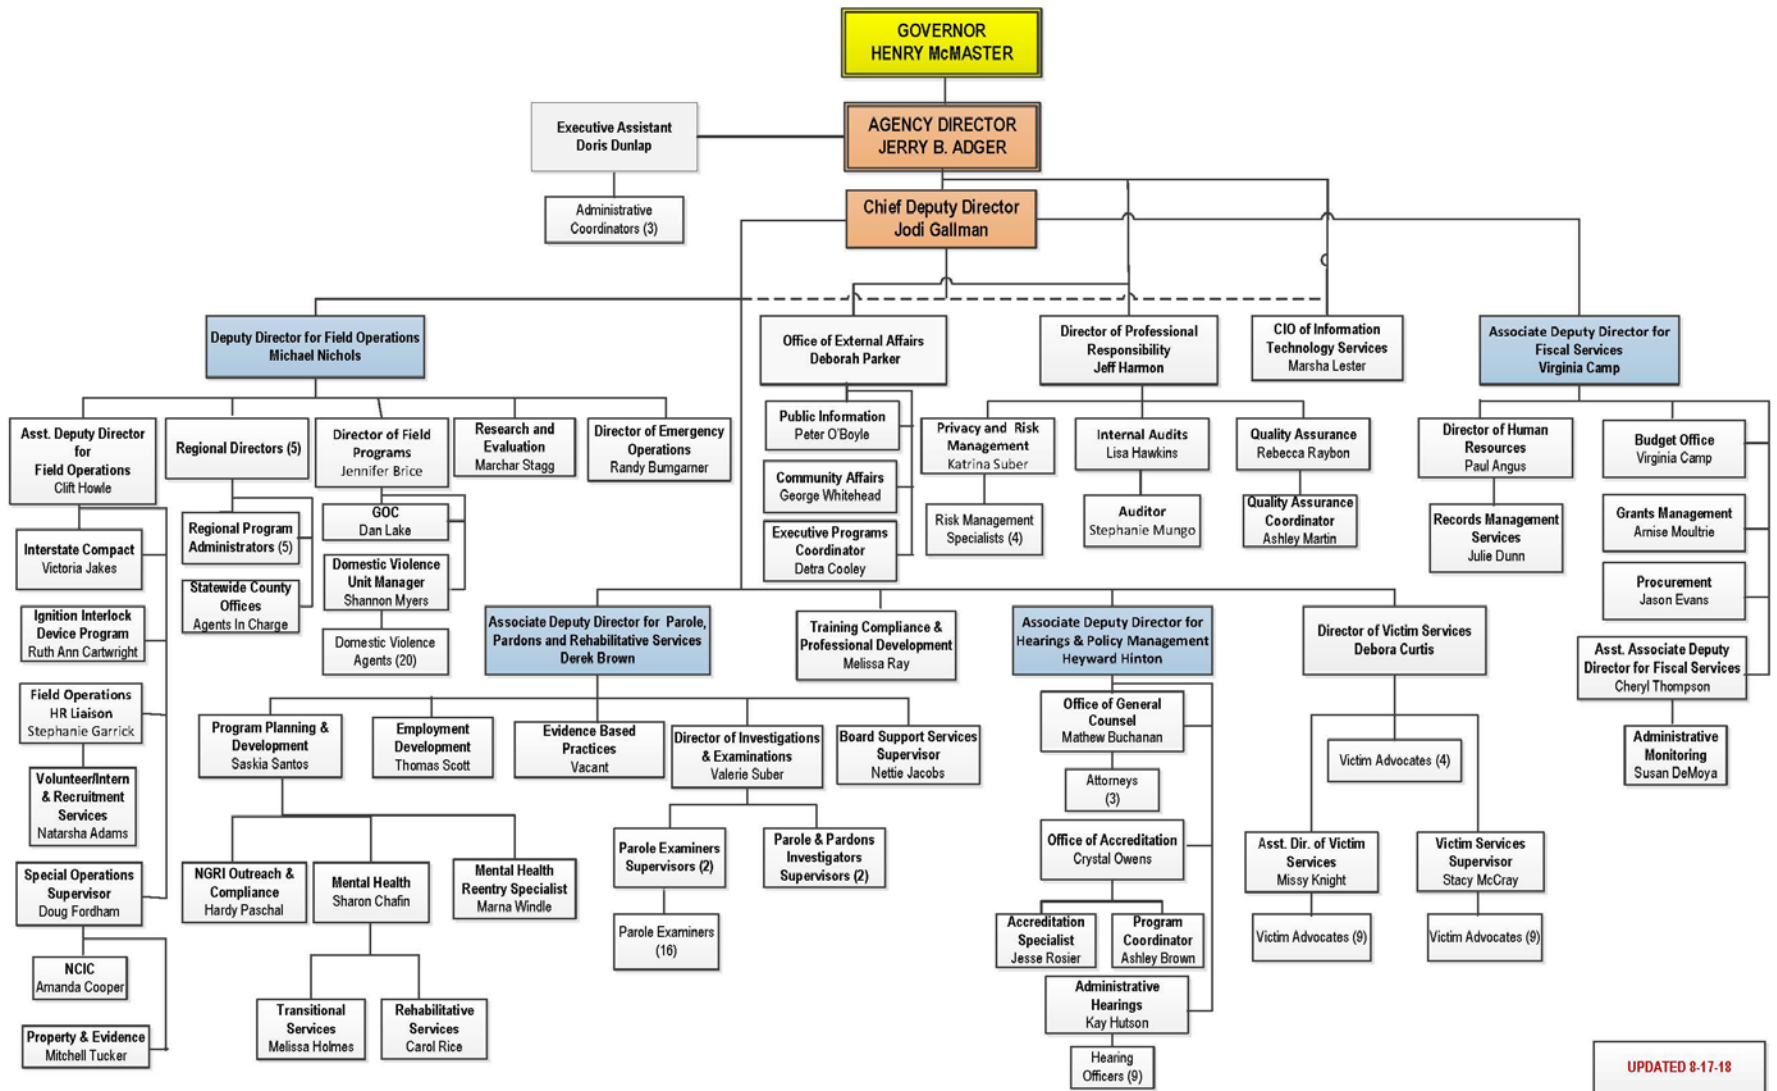 GOVERNOR
HENRY McMASTER
Executive Assistant
Doris Dunlap
AGENCY DIRECTOR
JERRY B. ADGER
Administrative
Coordinators (3)
Chief Deputy Director
Jodi Gallman
Deputy Director for Field Operations
Michael Nichols
Office of External Affairs
Deborah Parker
Director of Professional
Responsibility
Jeff Harmon
CIO of Information
Technology Services
Marsha Lester
Associate Deputy Director for
Fiscal Services
Virginia Camp
Asst. Deputy Director
for
Field Operations
Clift Howle
Regional Directors (5)
Director of Field
Programs
Jennifer Brice
Research and
Evaluation
Marchar Stagg
Director of Emergency
Operations
Randy Bumgarner
Public Information
Peter O'Boyle
Privacy and Risk
Management
Katrina Suber
Internal Audits
Lisa Hawkins
Quality Assurance
Rebecca Raybon
Director of Human
Resources
Paul Angus
Budget Office
Virginia Camp
Interstate Compact
Victoria Jakes
Regional Program
Administrators (5)
GOC
Dan Lake
Community Affairs
George Whitehead
Risk Management
Specialists (4)
Auditor
Stephanie Mungo
Quality Assurance
Coordinator
Ashley Martin
Records Management
Services
Julie Dunn
Grants Management
Arnise Moultrie
Ignition Interlock
Device Program
Ruth Ann Cartwright
Statewide County
Offices
Agents In Charge
Domestic Violence
Unit Manager
Shannon Myers
Executive Programs
Coordinator
Detra Cooley
Procurement
Jason Evans
Domestic Violence
Agents (20)
Associate Deputy Director for Parole,
Pardons and Rehabilitative Services
Derek Brown
Training Compliance &
Professional Development
Melissa Ray
Associate Deputy Director for
Hearings & Policy Management
Heyward Hinton
Director of Victim Services
Debora Curtis
Asst. Associate Deputy
Director for Fiscal Services
Cheryl Thompson
Field Operations
HR Liaison
Stephanie Garrick
Program Planning &
Development
Saskia Santos
Employment
Development
Thomas Scott
Evidence Based
Practices
Vacant
Director of Investigations
& Examinations
Valerie Suber
Board Support Services
Supervisor
Nettie Jacobs
Office of General
Counsel
Mathew Buchanan
Victim Advocates (4)
Administrative
Monitoring
Susan DeMoya
Volunteer/Intern
& Recruitment
Services
Natarsha Adams
Attorneys
(3)
Special Operations
Supervisor
Doug Fordham
NGRI Outreach &
Compliance
Hardy Paschal
Mental Health
Sharon Chafin
Mental Health
Reentry Specialist
Marna Windle
Parole Examiners
Supervisors (2)
Parole & Pardons
Investigators
Supervisors (2)
Office of Accreditation
Crystal Owens
Asst. Dir. of Victim
Services
Missy Knight
Victim Services
Supervisor
Stacy McCray
Parole Examiners
(16)
Accreditation
Specialist
Jesse Rosier
Program
Coordinator
Ashley Brown
Victim Advocates (9)
Victim Advocates (9)
NCIC
Amanda Cooper
Transitional
Services
Melissa Holmes
Rehabilitative
Services
Carol Rice
Administrative
Hearings
Kay Hutson
Property & Evidence
Mitchell Tucker
Hearing
Officers (9)
UPDATED 8-17-18